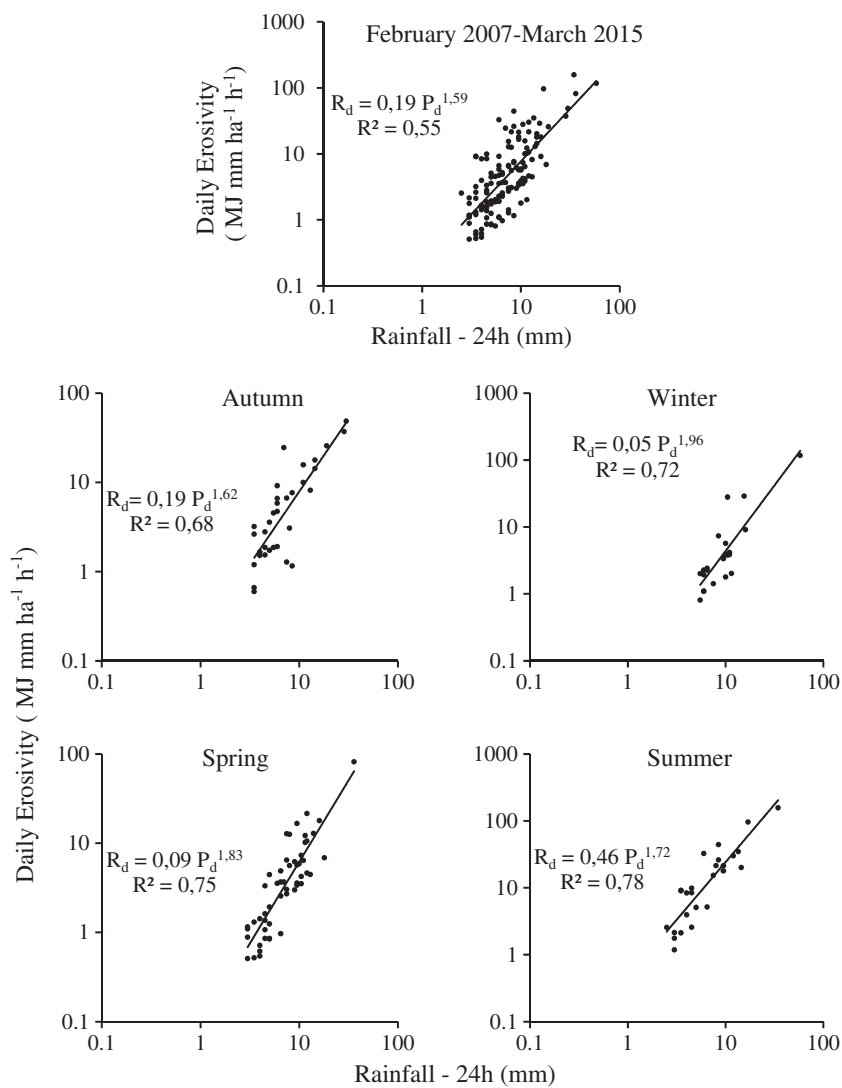 February 2007-March 2015
Daily Erosivity
( MJ mm ha⁻¹ h⁻¹)
R_d = 0,19 P_d^1,59
R² = 0,55
1000
100
10
1
0.1
0.1 1 10 100
Rainfall - 24h (mm)
Daily Erosivity ( MJ mm ha⁻¹ h⁻¹)
Autumn
R_d= 0,19 P_d^1,62
R² = 0,68
100
10
1
0.1
0.1 1 10 100
Winter
R_d= 0,05 P_d^1,96
R² = 0,72
1000
100
10
1
0.1
0.1 1 10 100
Spring
R_d = 0,09 P_d^1,83
R² = 0,75
100
10
1
0.1
0.1 1 10 100
Summer
R_d = 0,46 P_d^1,72
R² = 0,78
1000
100
10
1
0.1
0.1 1 10 100
Rainfall - 24h (mm)